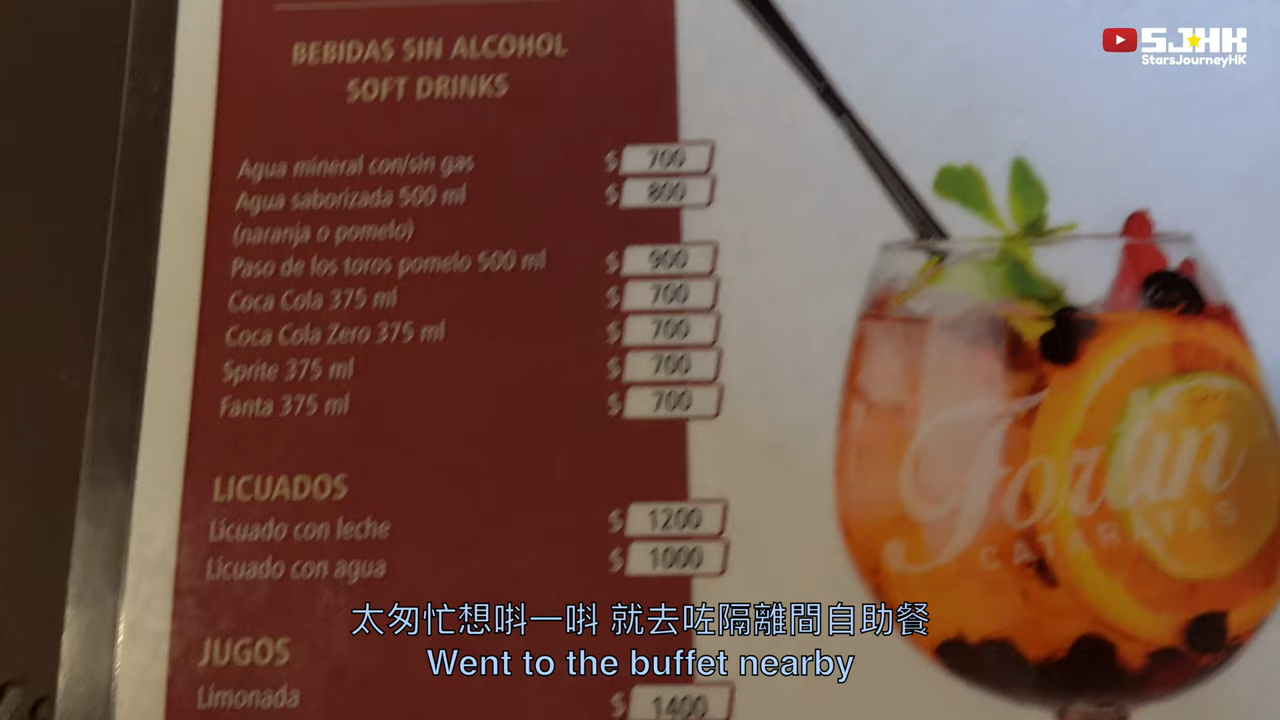 SJHK
StarsJourneyHK
BEBIDAS SIN ALCOHOL
SOFT DRINKS
Agua mineral con/sin gas $ 700
Agua saborizada 500 ml $ 800
(naranja o pomelo)
Paso de los toros pomelo 500 ml $ 900
Coca Cola 375 ml $ 700
Coca Cola Zero 375 ml $ 700
Sprite 375 ml $ 700
Fanta 375 ml $ 700
LICUADOS
Licuado con leche $ 1200
Licuado con agua $ 1000
JUGOS
Limonada $ 1400
Fortin
CATARATAS
太匆忙想唞一唞 就去咗隔離間自助餐
Went to the buffet nearby